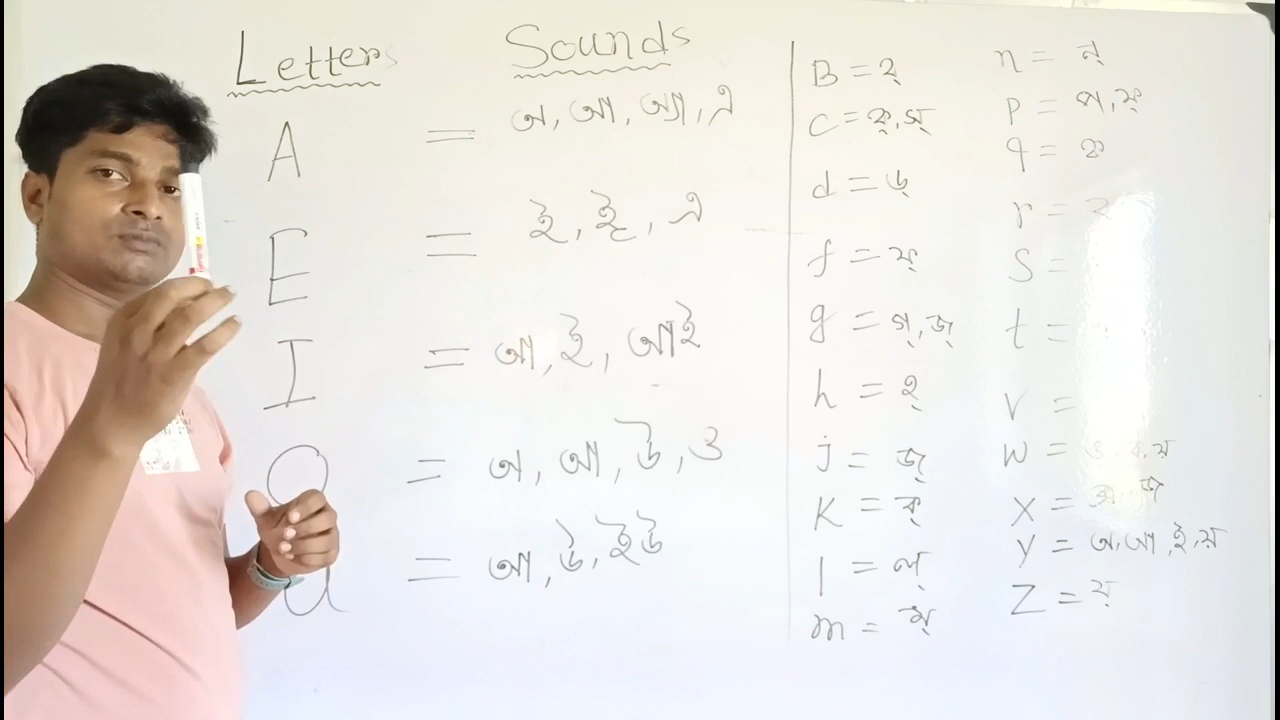 Letters Sounds
A = অ, আ, অ্যা, এ
E = ই, ঈ, এ
I = আ, ই, আই
O = অ, আ, উ, ও
U = আ, উ, ইউ
B = ব্
C = ক্, স্
d = ড্
f = ফ্
g = গ্, জ্
h = হ্
j = জ্
K = ক্
l = ল্
m = ম্
n = ন্
p = প, ফ্
q = ক
r =
S =
t =
V =
W =
X =
Y = অ, আ, ই, য়
Z = য্